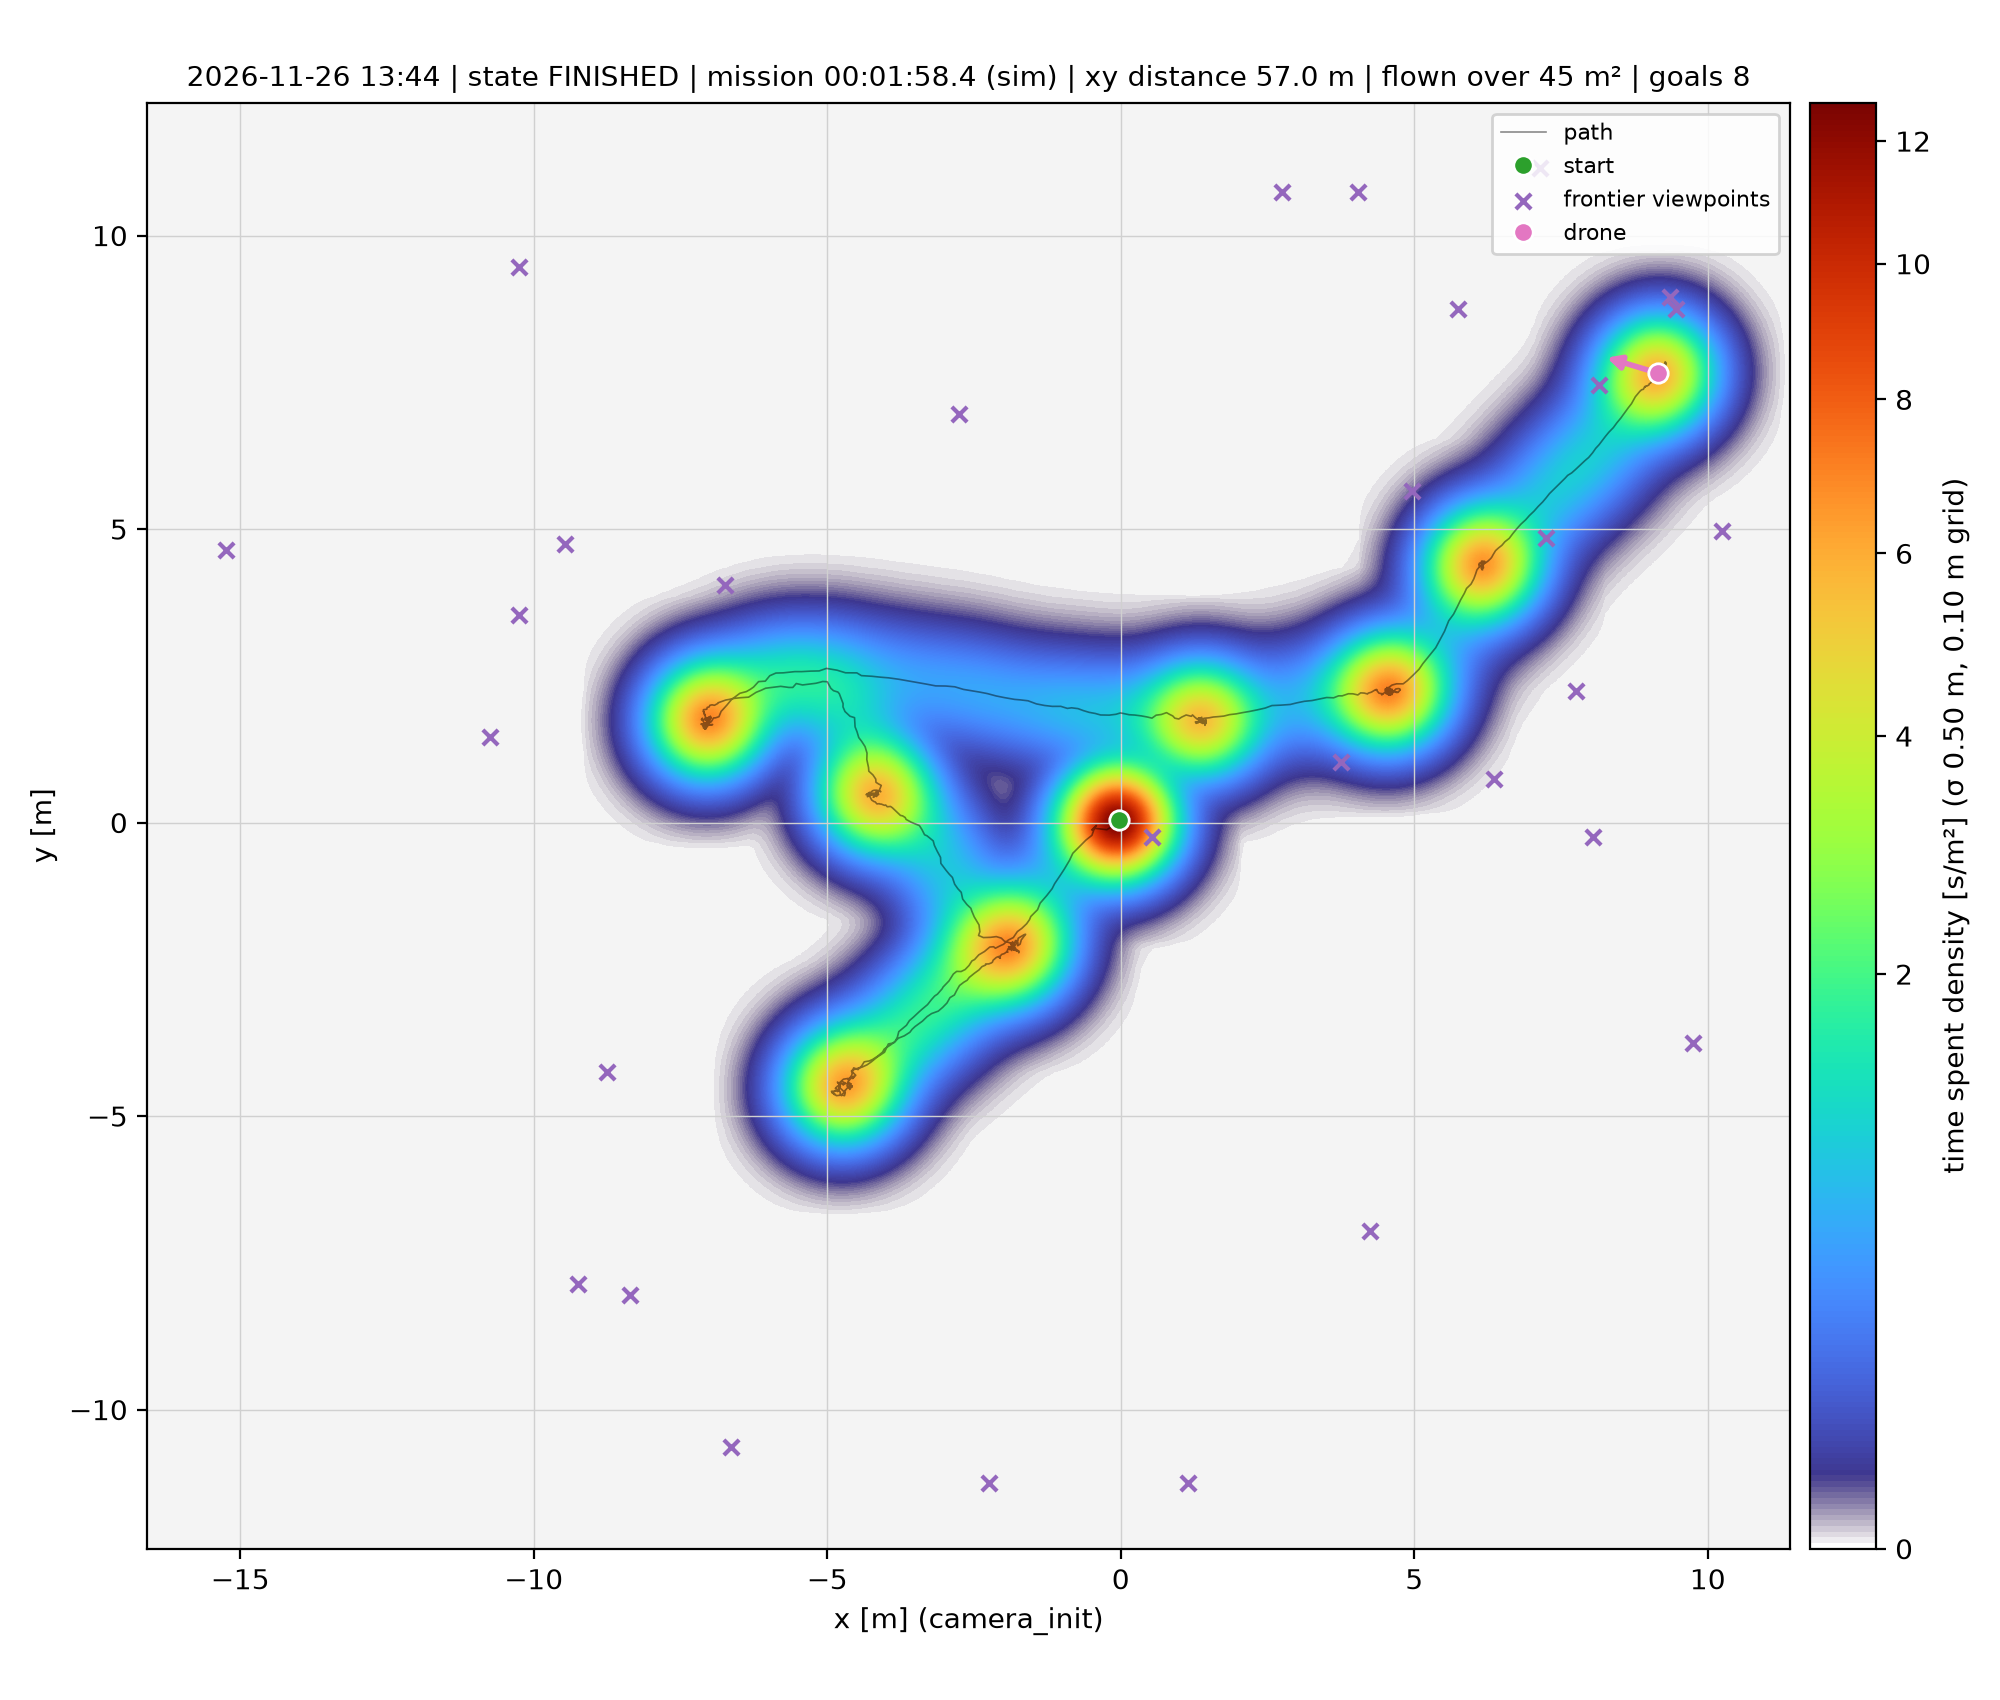 2026-11-26 13:44 | state FINISHED | mission 00:01:58.4 (sim) | xy distance 57.0 m | flown over 45 m² | goals 8
path
start
frontier viewpoints
drone
10
5
0
−5
−10
y [m]
−15
−10
−5
0
5
10
x [m] (camera_init)
12
10
8
6
4
2
0
time spent density [s/m²] (σ 0.50 m, 0.10 m grid)